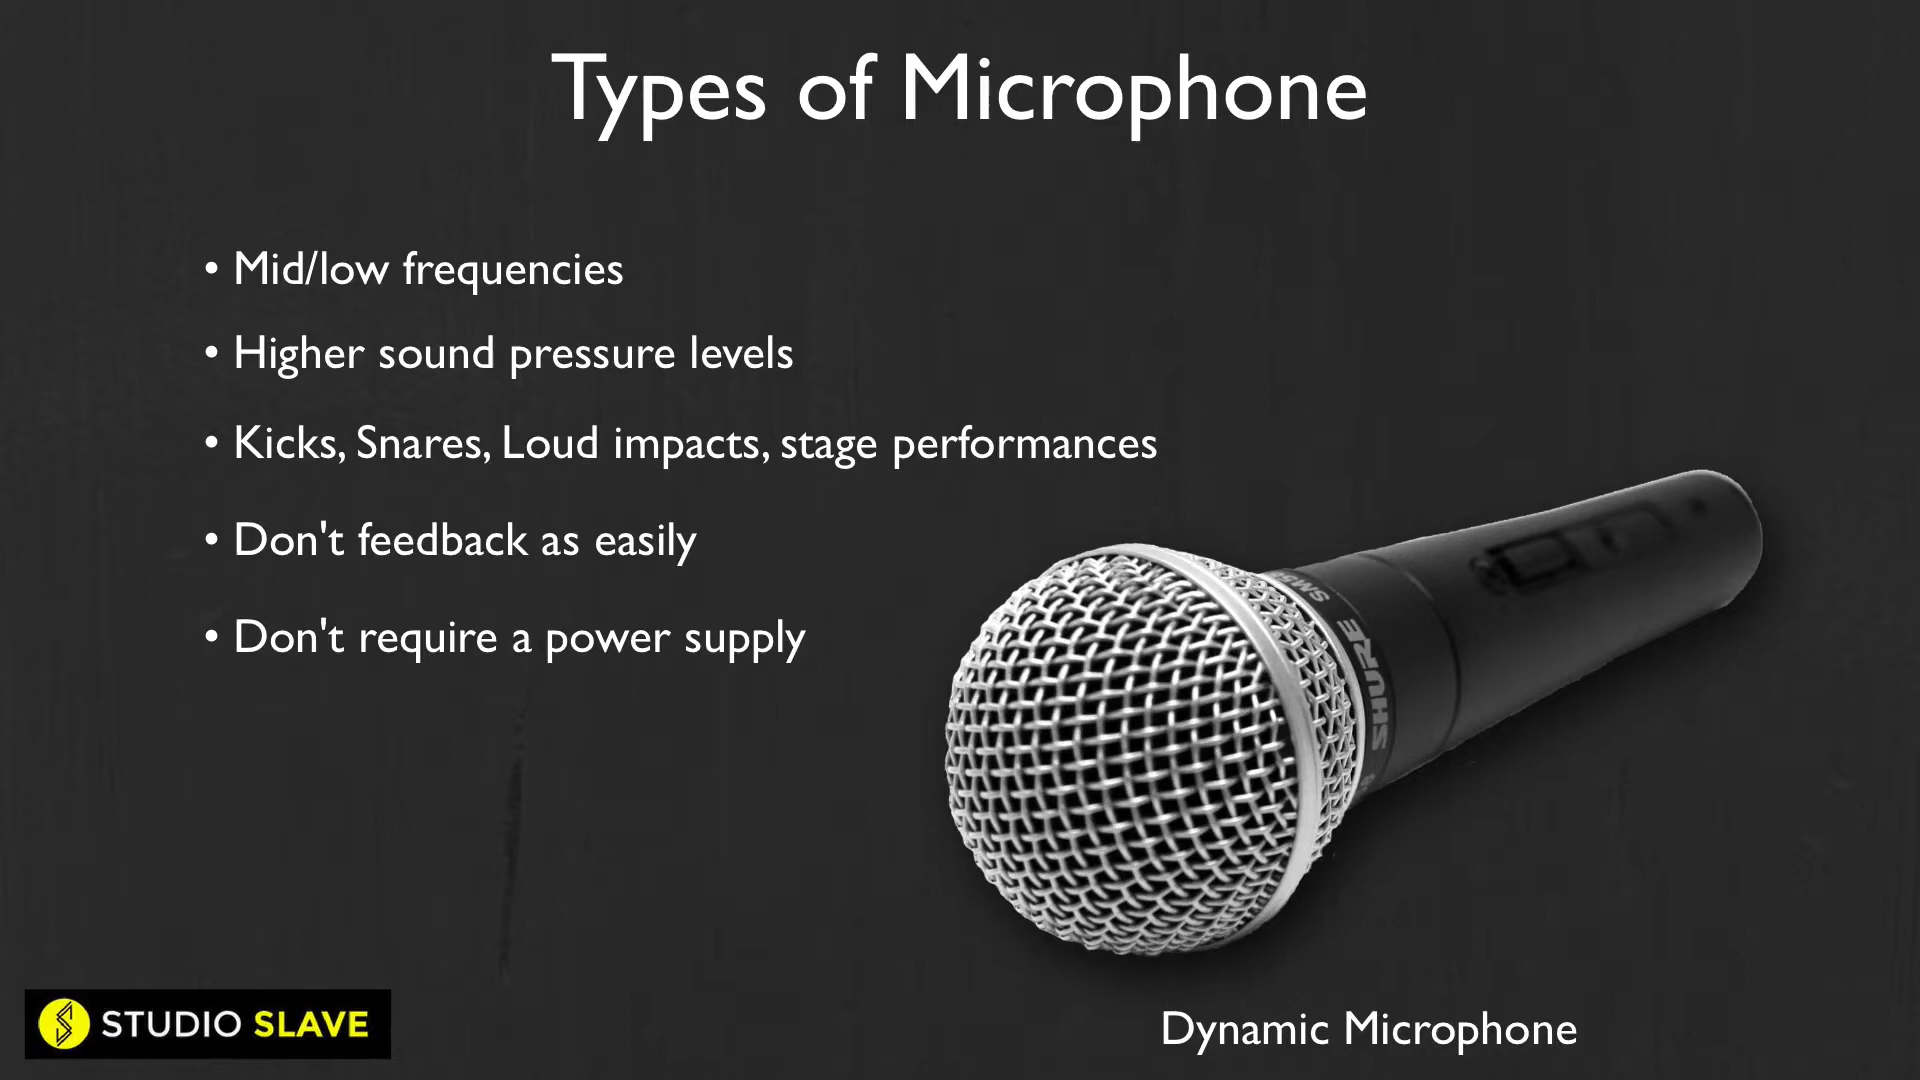 Types of Microphone
• Mid/low frequencies
• Higher sound pressure levels
• Kicks, Snares, Loud impacts, stage performances
• Don't feedback as easily
• Don't require a power supply
SHURE
STUDIO SLAVE
Dynamic Microphone